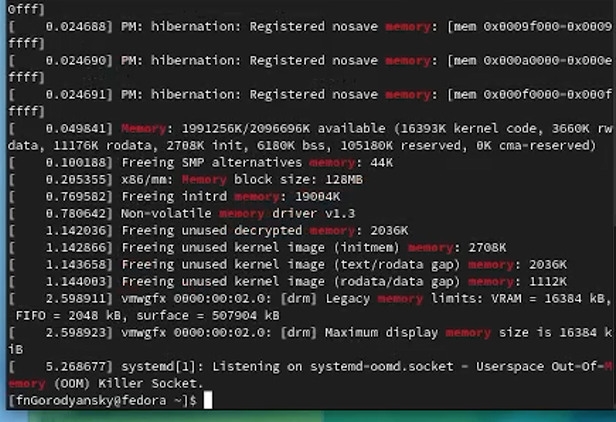 0fff]
[    0.024688] PM: hibernation: Registered nosave memory: [mem 0x0009f000-0x0009
ffff]
[    0.024690] PM: hibernation: Registered nosave memory: [mem 0x000a0000-0x000e
ffff]
[    0.024691] PM: hibernation: Registered nosave memory: [mem 0x000f0000-0x000f
ffff]
[    0.049841] Memory: 1991256K/2096696K available (16393K kernel code, 3660K rw
data, 11176K rodata, 2708K init, 6180K bss, 105180K reserved, 0K cma-reserved)
[    0.100188] Freeing SMP alternatives memory: 44K
[    0.205355] x86/mm: Memory block size: 128MB
[    0.769582] Freeing initrd memory: 19004K
[    0.780642] Non-volatile memory driver v1.3
[    1.142036] Freeing unused decrypted memory: 2036K
[    1.142866] Freeing unused kernel image (initmem) memory: 2708K
[    1.143658] Freeing unused kernel image (text/rodata gap) memory: 2036K
[    1.144003] Freeing unused kernel image (rodata/data gap) memory: 1112K
[    2.598911] vmwgfx 0000:00:02.0: [drm] Legacy memory limits: VRAM = 16384 kB,
 FIFO = 2048 kB, surface = 507904 kB
[    2.598923] vmwgfx 0000:00:02.0: [drm] Maximum display memory size is 16384 k
iB
[    5.268677] systemd[1]: Listening on systemd-oomd.socket - Userspace Out-Of-M
emory (OOM) Killer Socket.
[fnGorodyansky@fedora ~]$